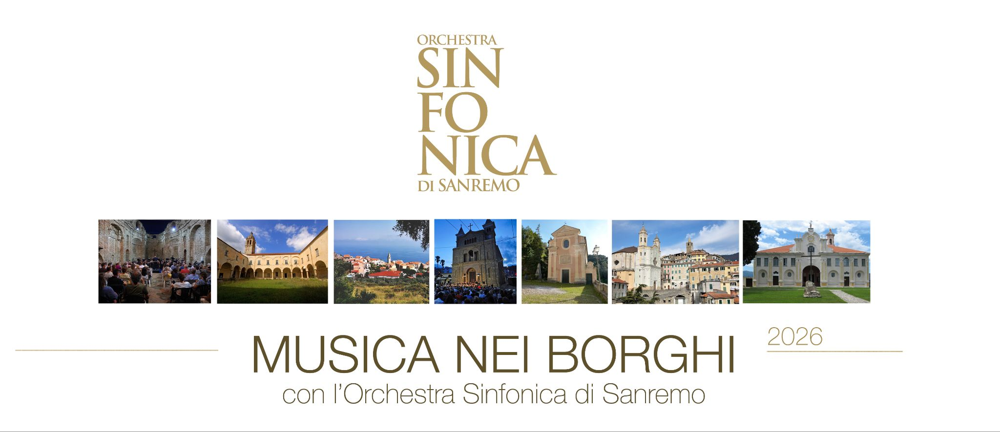 ORCHESTRA
SIN
FO
NICA
DI SANREMO
2026
MUSICA NEI BORGHI
con l’Orchestra Sinfonica di Sanremo